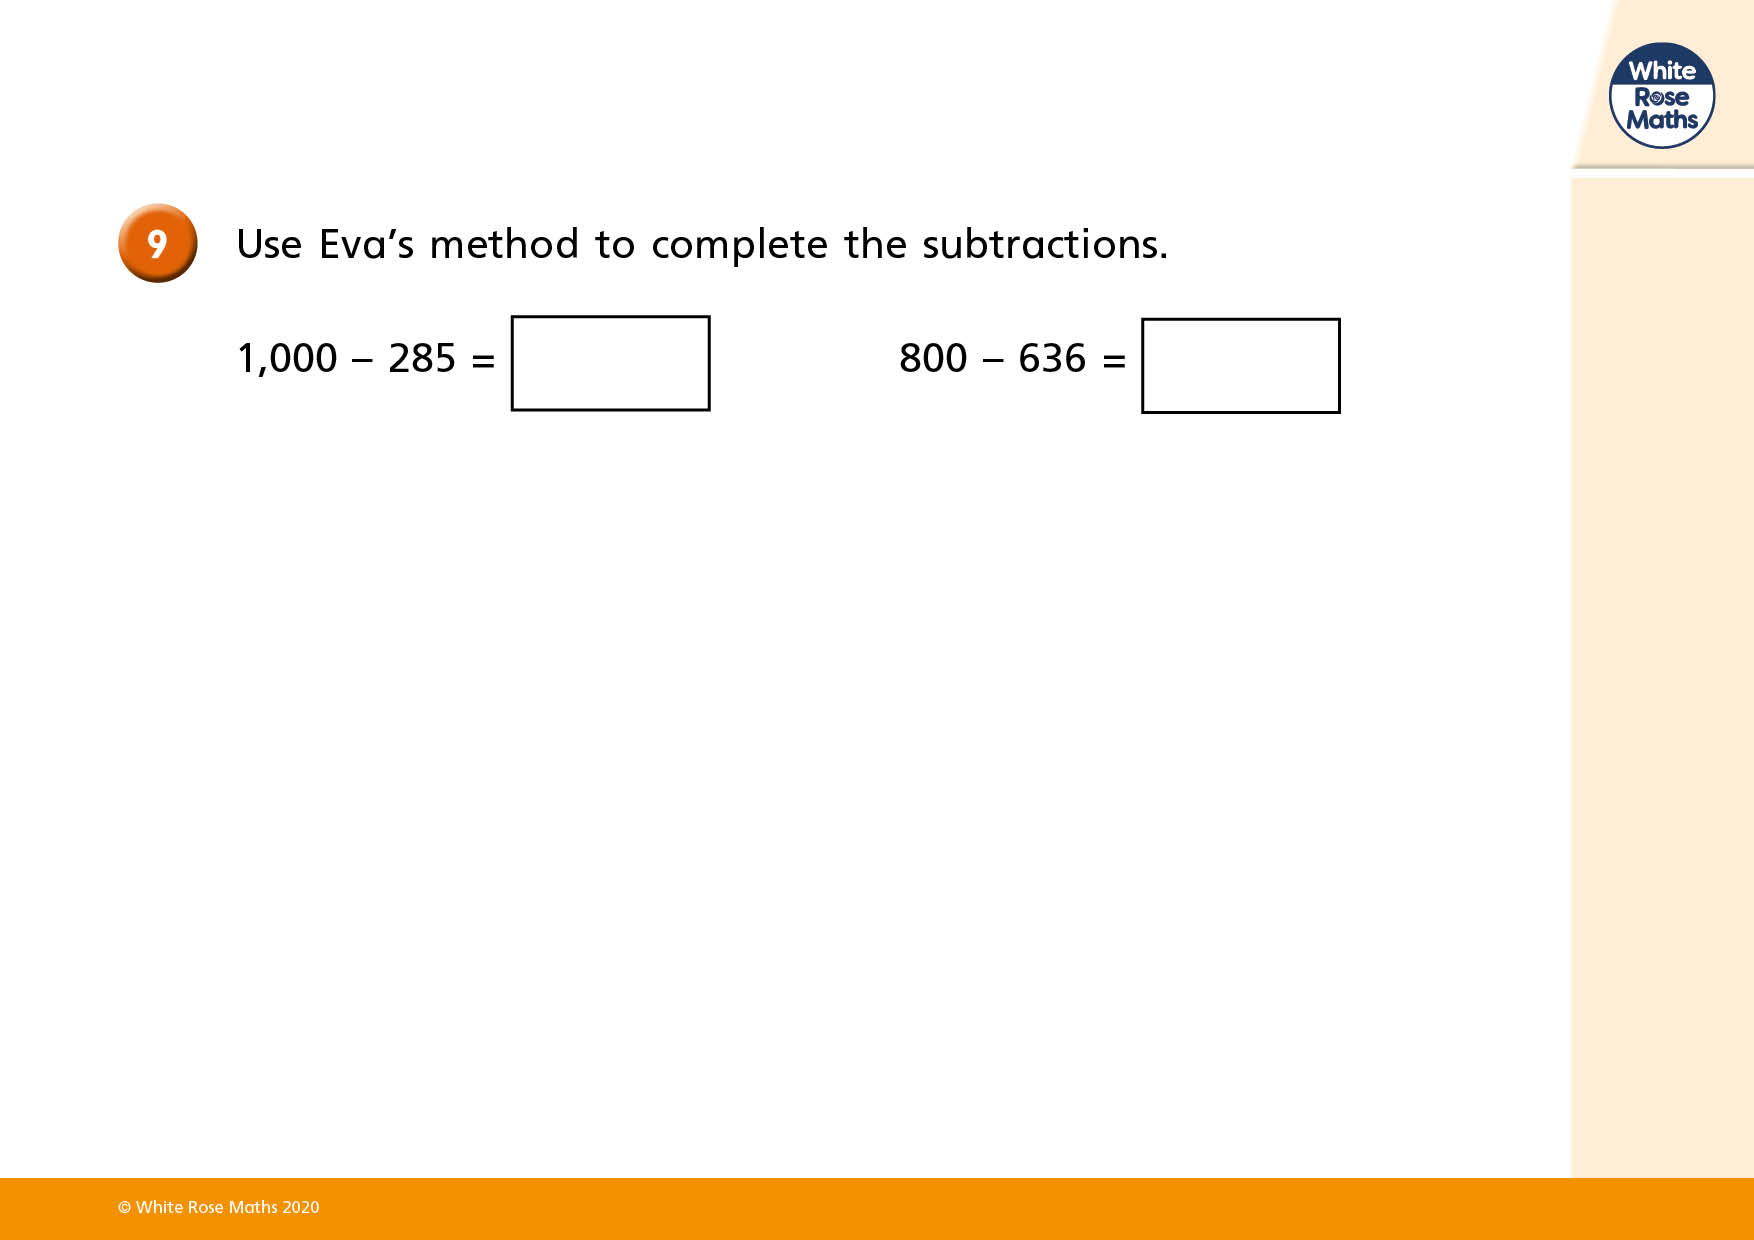 White
Rose
Maths
9 Use Eva’s method to complete the subtractions.
1,000 – 285 = 800 – 636 =
© White Rose Maths 2020